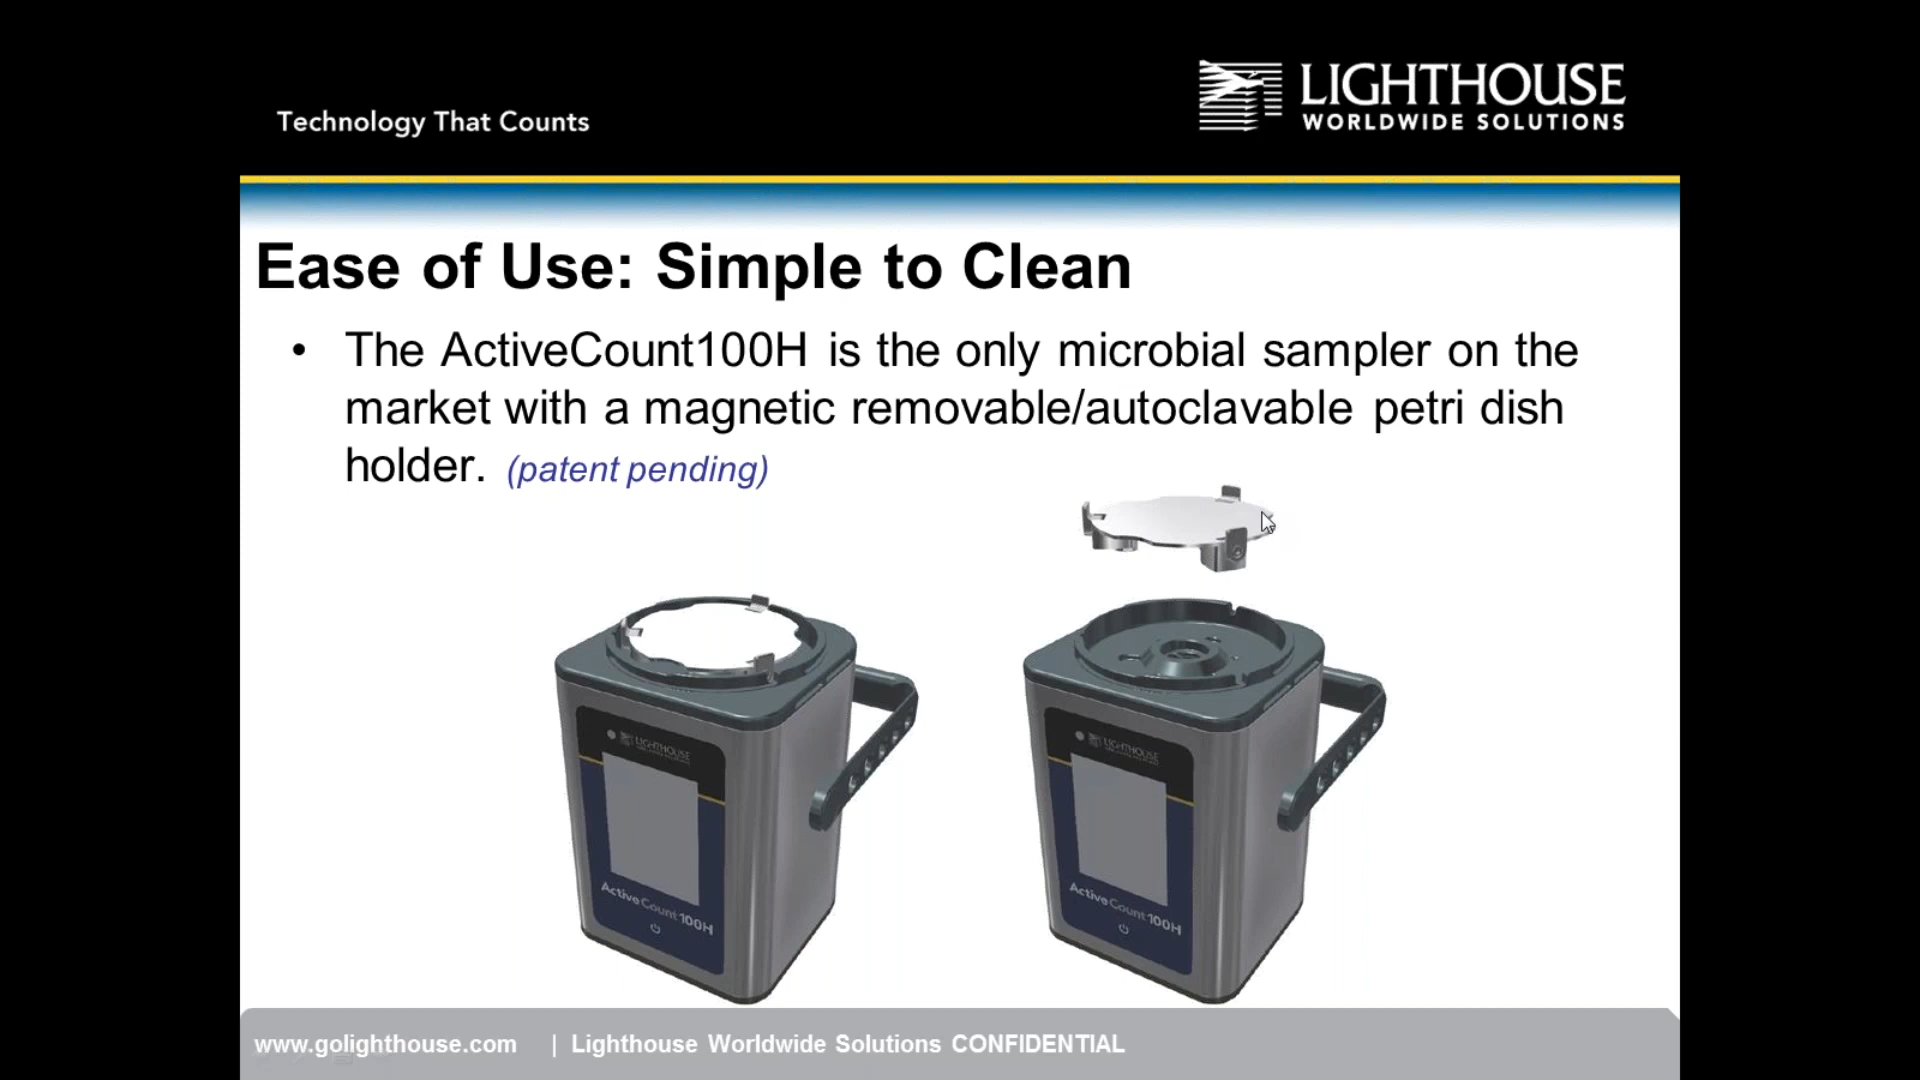 Technology That Counts
LIGHTHOUSE
WORLDWIDE SOLUTIONS
Ease of Use: Simple to Clean
• The ActiveCount100H is the only microbial sampler on the
market with a magnetic removable/autoclavable petri dish
holder. (patent pending)
LIGHTHOUSE
ActiveCount 100H
LIGHTHOUSE
ActiveCount 100H
www.golighthouse.com | Lighthouse Worldwide Solutions CONFIDENTIAL